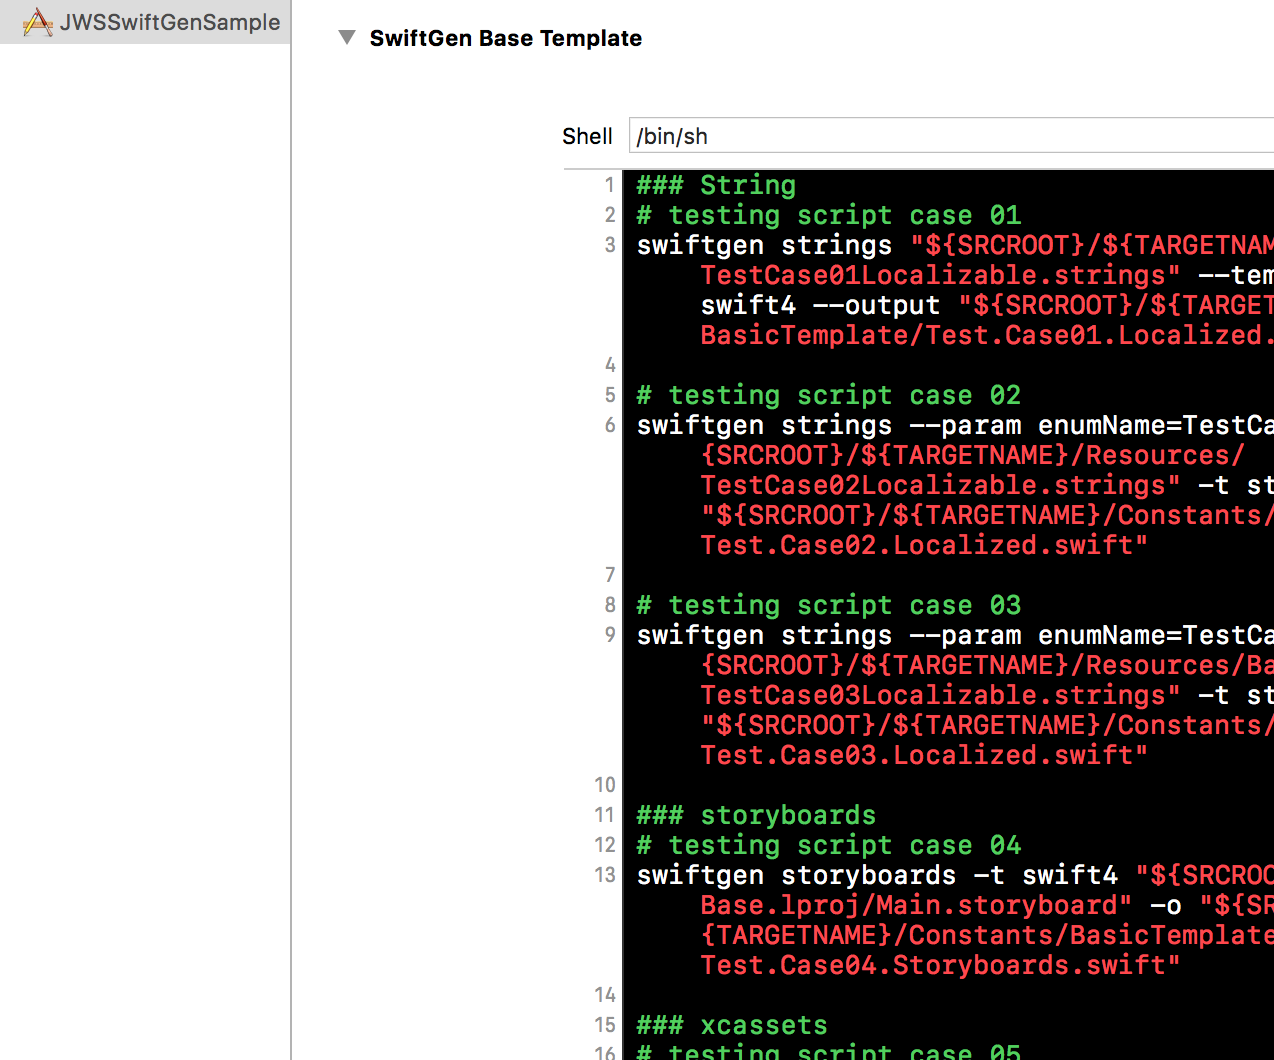 JWSSwiftGenSample
SwiftGen Base Template
Shell /bin/sh
1 ### String
2 # testing script case 01
3 swiftgen strings "${SRCROOT}/${TARGETNAM
TestCase01Localizable.strings" --tem
swift4 --output "${SRCROOT}/${TARGET
BasicTemplate/Test.Case01.Localized.
4
5 # testing script case 02
6 swiftgen strings --param enumName=TestCa
{SRCROOT}/${TARGETNAME}/Resources/
TestCase02Localizable.strings" -t st
"${SRCROOT}/${TARGETNAME}/Constants/
Test.Case02.Localized.swift"
7
8 # testing script case 03
9 swiftgen strings --param enumName=TestCa
{SRCROOT}/${TARGETNAME}/Resources/Ba
TestCase03Localizable.strings" -t st
"${SRCROOT}/${TARGETNAME}/Constants/
Test.Case03.Localized.swift"
10
11 ### storyboards
12 # testing script case 04
13 swiftgen storyboards -t swift4 "${SRCROO
Base.lproj/Main.storyboard" -o "${SR
{TARGETNAME}/Constants/BasicTemplate
Test.Case04.Storyboards.swift"
14
15 ### xcassets
16 # testing script case 05